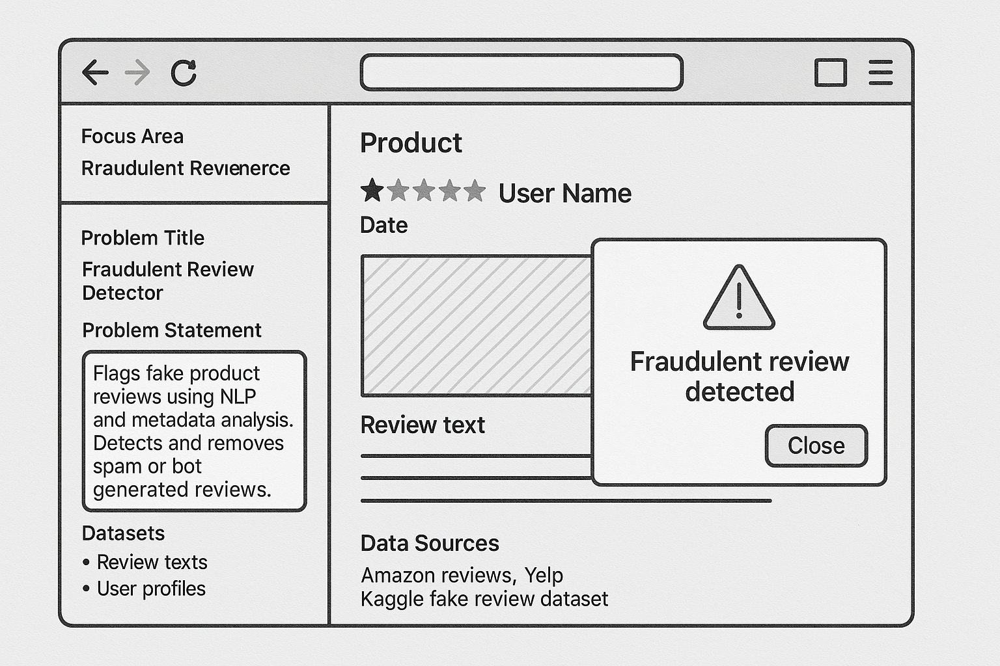 Focus Area
Rraudulent Revıenerce
Problem Title
Fraudulent Review
Detector
Problem Statement
Flags fake product
reviews using NLP
and metadata analysis.
Detects and removes
spam or bot
generated reviews.
Datasets
• Review texts
• User profiles
Product
User Name
Date
Review text
Fraudulent review
detected
Close
Data Sources
Amazon reviews, Yelp
Kaggle fake review dataset